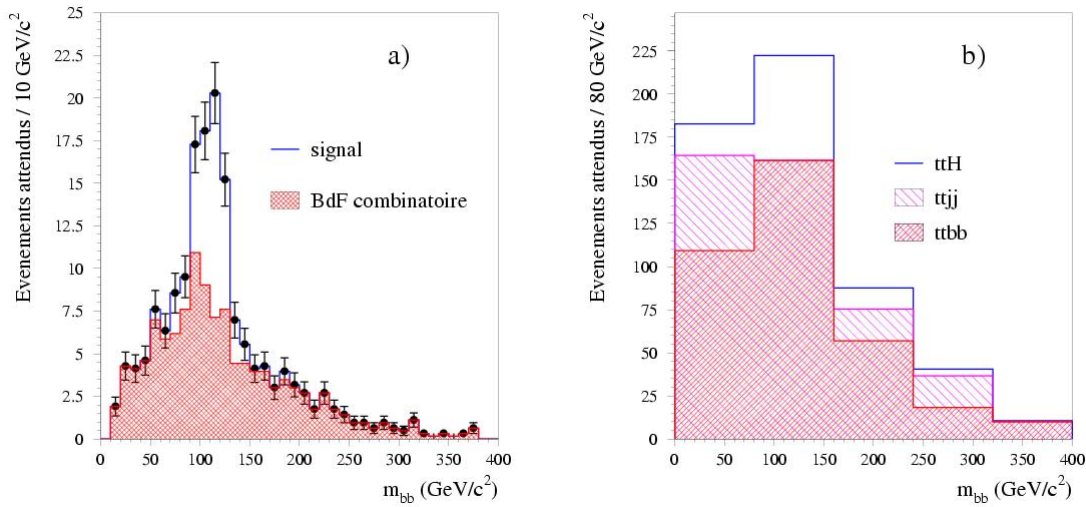 Evenements attendus / 10 GeV/c²
25
22.5
20
17.5
15
12.5
10
7.5
5
2.5
0
a)
signal
BdF combinatoire
0 50 100 150 200 250 300 350 400
m_bb (GeV/c²)
Evenements attendus / 80 GeV/c²
225
200
175
150
125
100
75
50
25
0
b)
ttH
ttjj
ttbb
0 50 100 150 200 250 300 350 400
m_bb (GeV/c²)